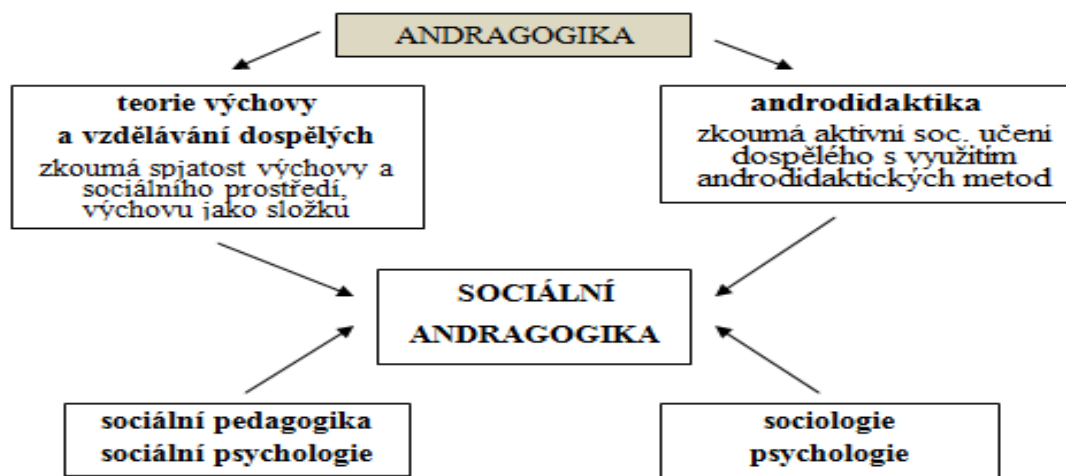 ANDRAGOGIKA
teorie výchovy
a vzdělávání dospělých
zkoumá spjatost výchovy a
sociálního prostředí,
výchovu jako složku
androdidaktika
zkoumá aktivní soc. učení
dospělého s využitím
androdidaktických metod
SOCIÁLNÍ
ANDRAGOGIKA
sociální pedagogika
sociální psychologie
sociologie
psychologie